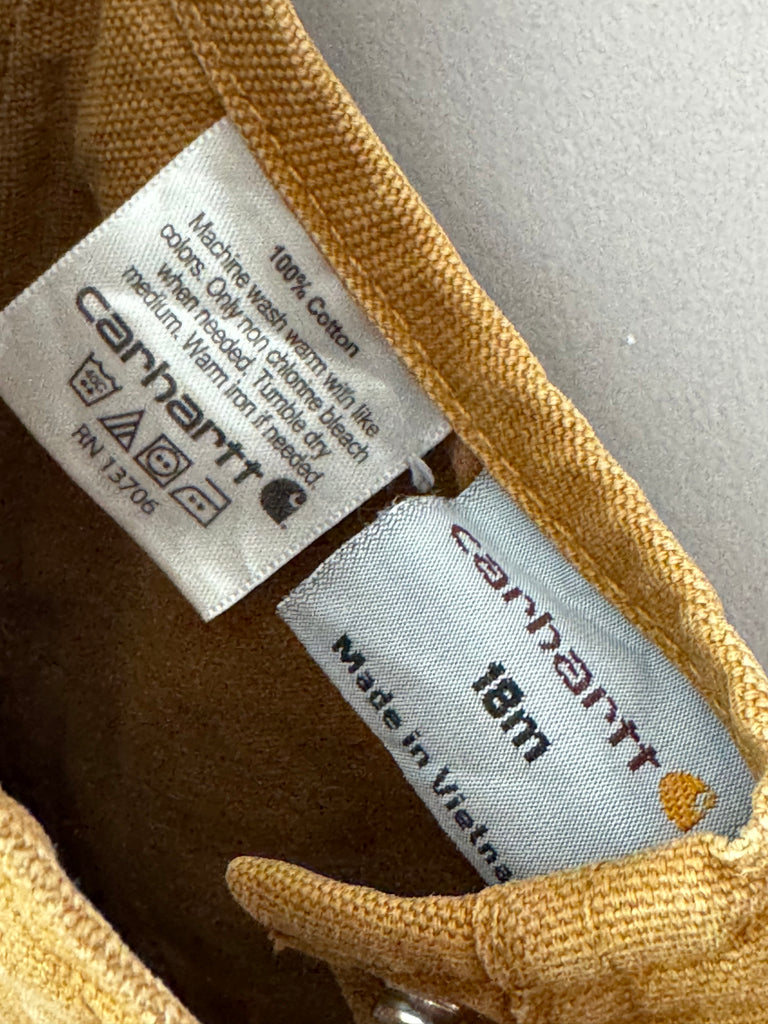 100% Cotton
Machine wash warm with like
colors. Only non chlorine bleach
when needed. Tumble dry
medium. Warm iron if needed.
carhartt
40C
RN 13706
carhartt
18m
Made in Vietna